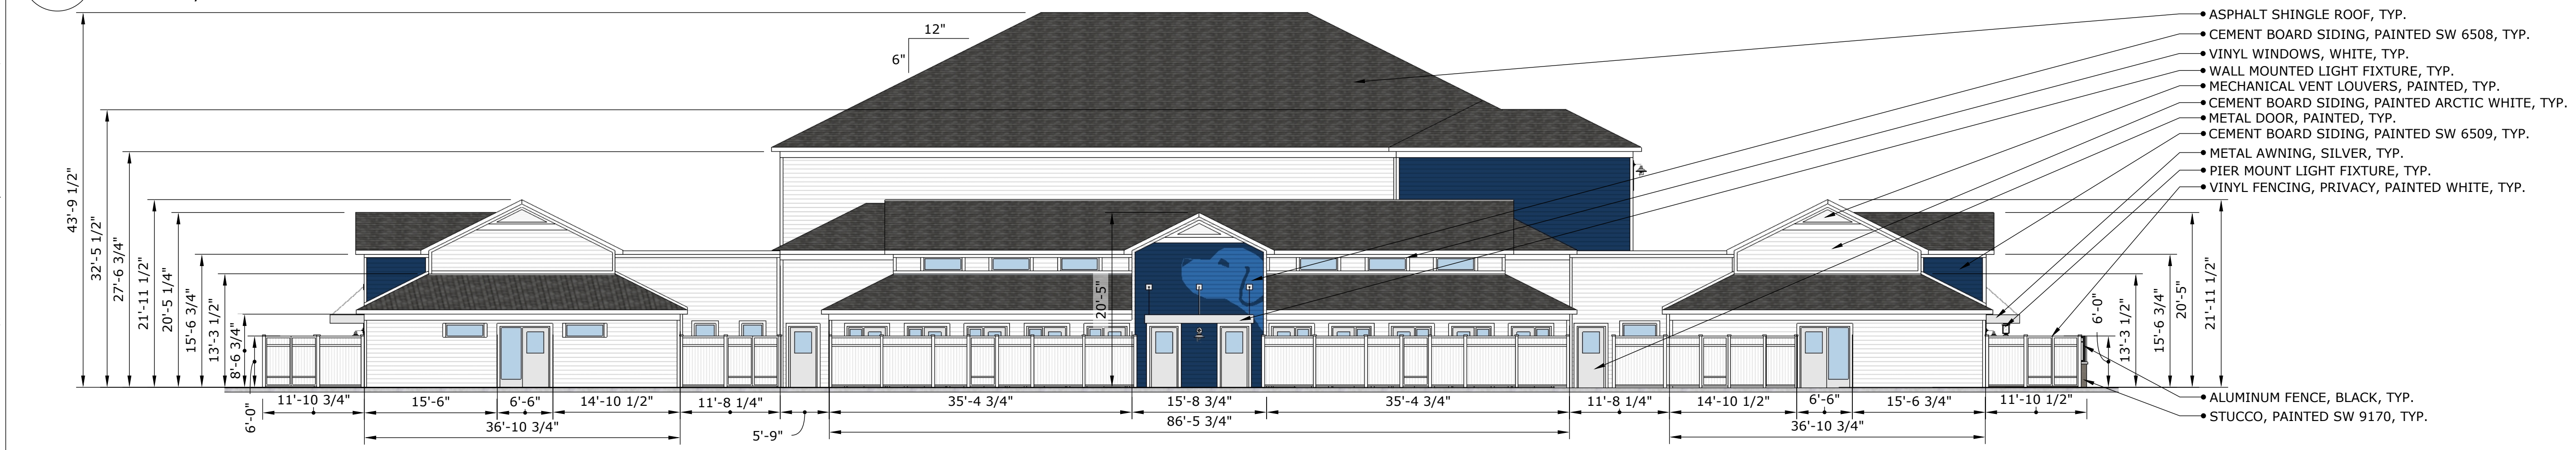 12"
6"
ASPHALT SHINGLE ROOF, TYP.
CEMENT BOARD SIDING, PAINTED SW 6508, TYP.
VINYL WINDOWS, WHITE, TYP.
WALL MOUNTED LIGHT FIXTURE, TYP.
MECHANICAL VENT LOUVERS, PAINTED, TYP.
CEMENT BOARD SIDING, PAINTED ARCTIC WHITE, TYP.
METAL DOOR, PAINTED, TYP.
CEMENT BOARD SIDING, PAINTED SW 6509, TYP.
METAL AWNING, SILVER, TYP.
PIER MOUNT LIGHT FIXTURE, TYP.
VINYL FENCING, PRIVACY, PAINTED WHITE, TYP.
43'-9 1/2"
32'-5 1/2"
27'-6 3/4"
21'-11 1/2"
20'-5 1/4"
15'-6 3/4"
13'-3 1/2"
8'-6 3/4"
6'-0"
20'-5"
6'-0"
13'-3 1/2"
15'-6 3/4"
20'-5"
21'-11 1/2"
11'-10 3/4"
15'-6"
6'-6"
14'-10 1/2"
11'-8 1/4"
5'-9"
35'-4 3/4"
15'-8 3/4"
35'-4 3/4"
11'-8 1/4"
14'-10 1/2"
6'-6"
15'-6 3/4"
11'-10 1/2"
36'-10 3/4"
86'-5 3/4"
36'-10 3/4"
ALUMINUM FENCE, BLACK, TYP.
STUCCO, PAINTED SW 9170, TYP.